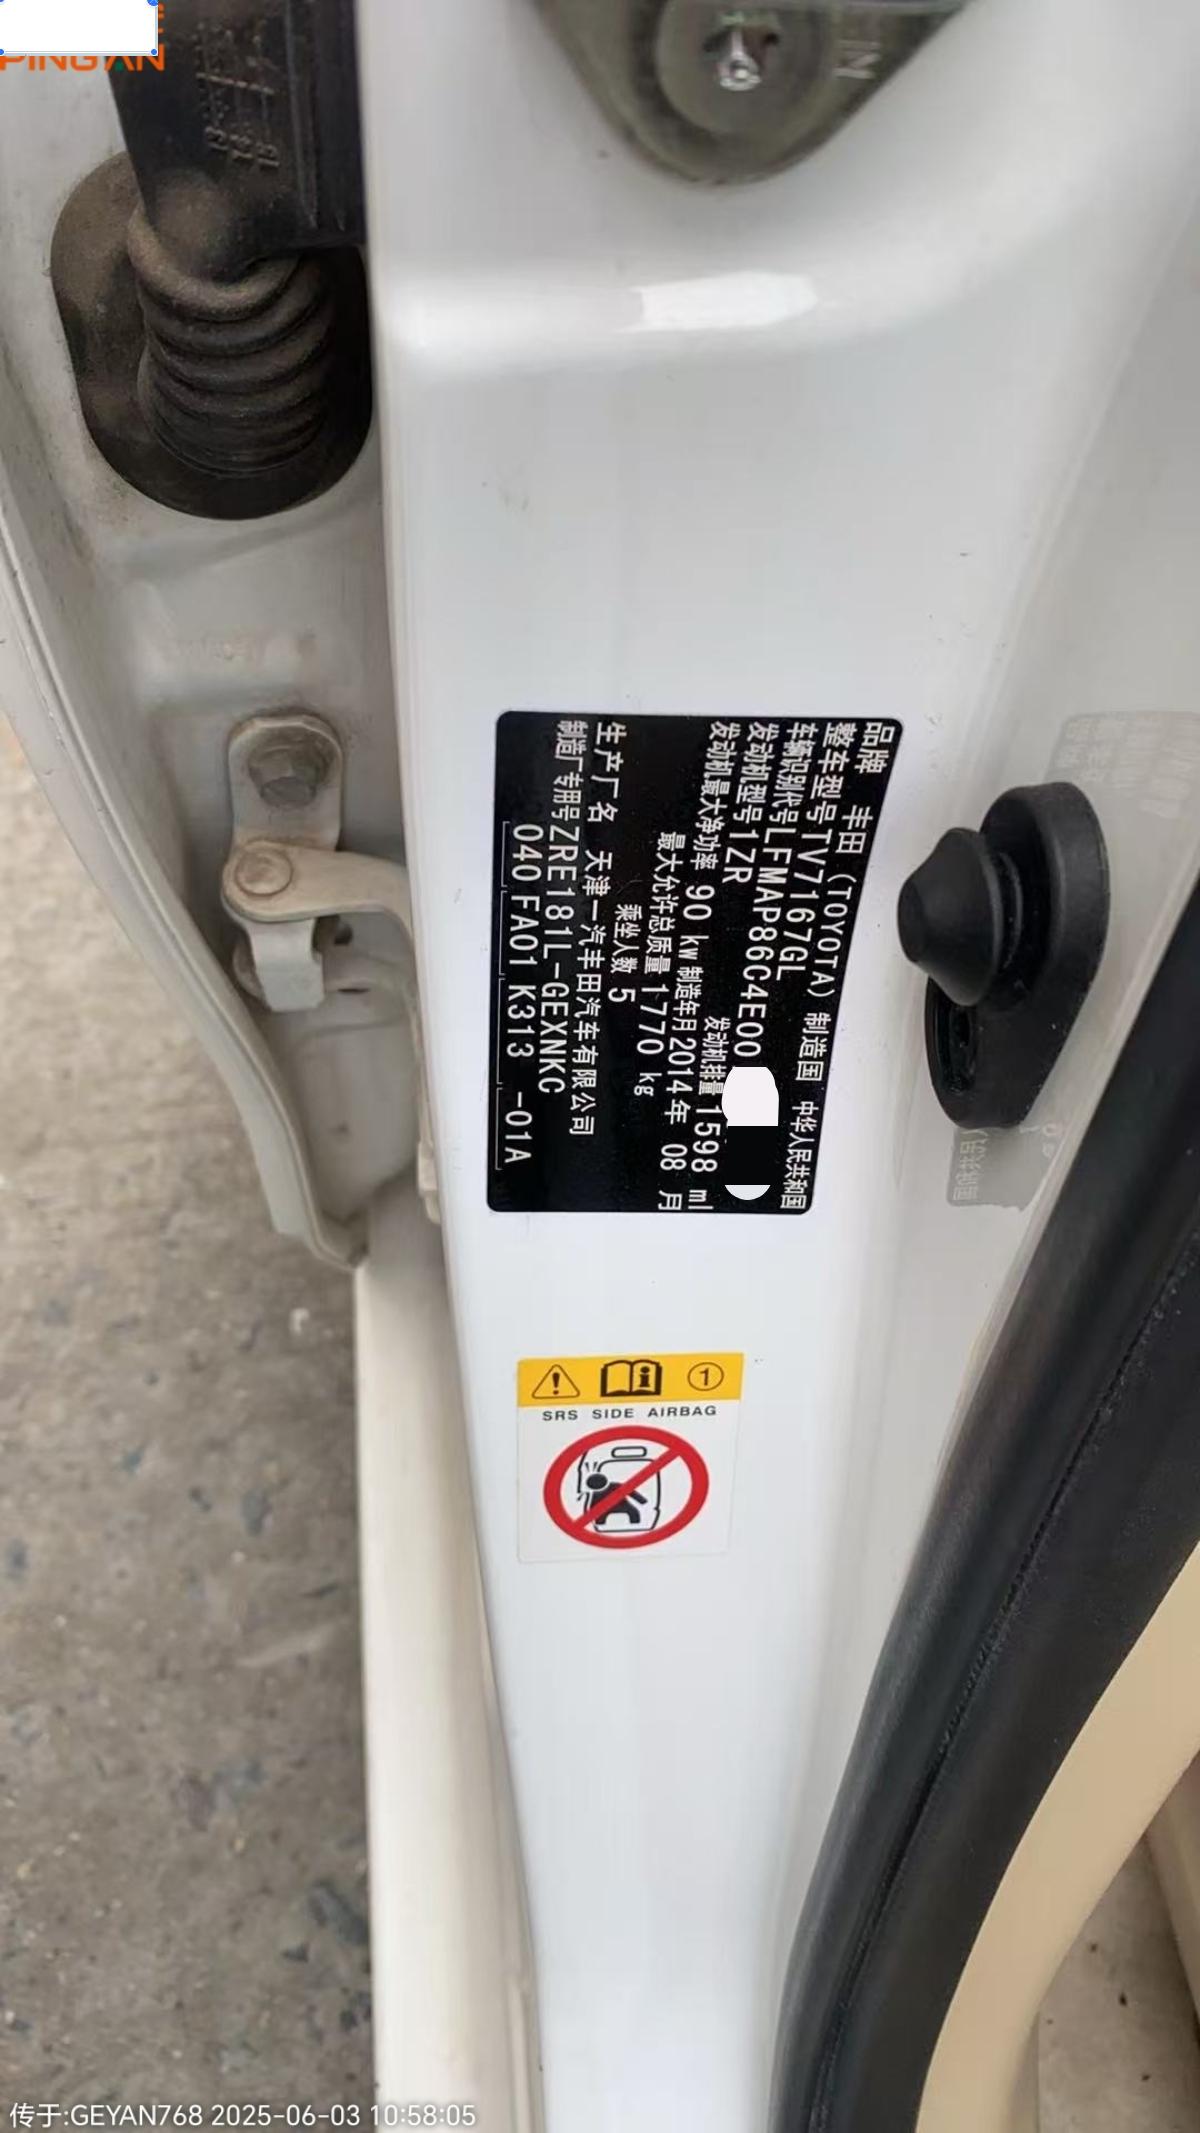 PING AN
品牌 丰田 (TOYOTA) 制造国 中华人民共和国
整车型号 TV7167GL
车辆识别代号 LFMAP86C4E00
发动机型号 1ZR 发动机排量 1598 ml
发动机最大净功率 90 kw 制造年月 2014年 08 月
最大允许总质量 1770 kg
乘坐人数 5
生产厂名 天津一汽丰田汽车有限公司
制造厂专用号 ZRE181L-GEXNKC
040 FA01 K313 -01A
1
SRS SIDE AIRBAG
传于:GEYAN768 2025-06-03 10:58:05